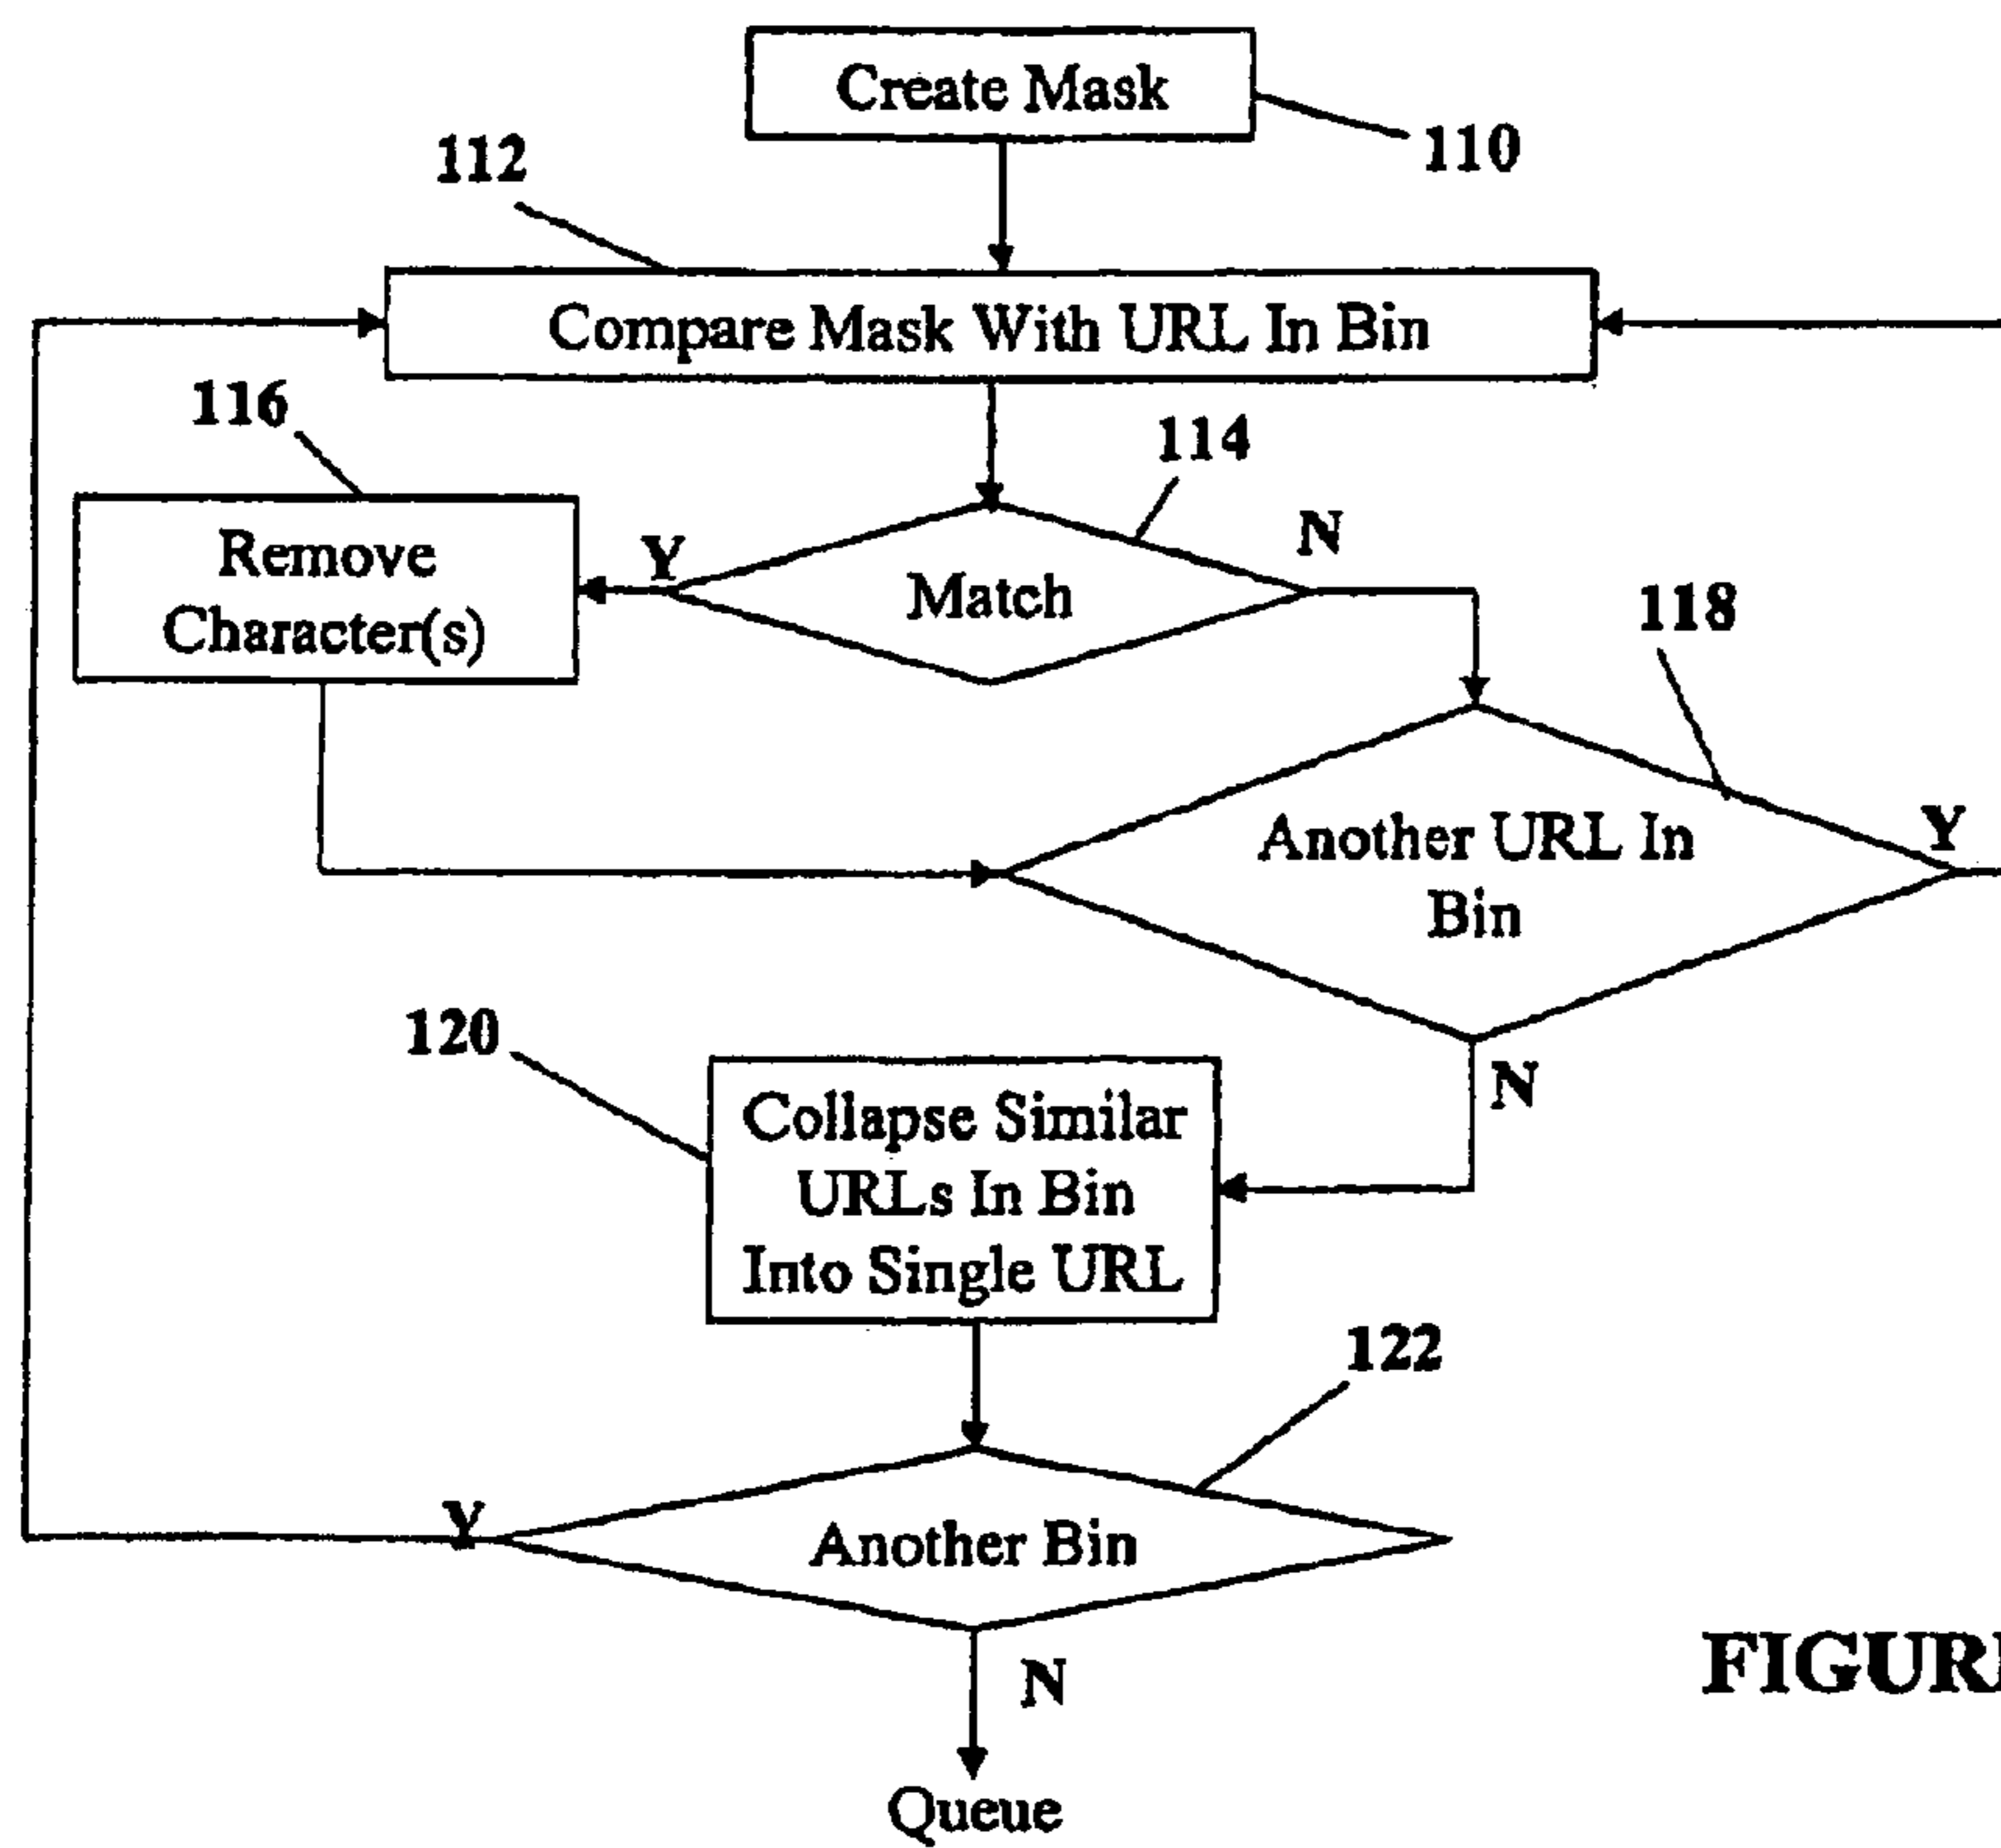 Create Mask
110
112
Compare Mask With URL In Bin
116
114
Remove
Character(s)
Y
Match
N
118
Another URL In
Bin
Y
N
120
Collapse Similar
URLs In Bin
Into Single URL
122
Y
Another Bin
N
Queue